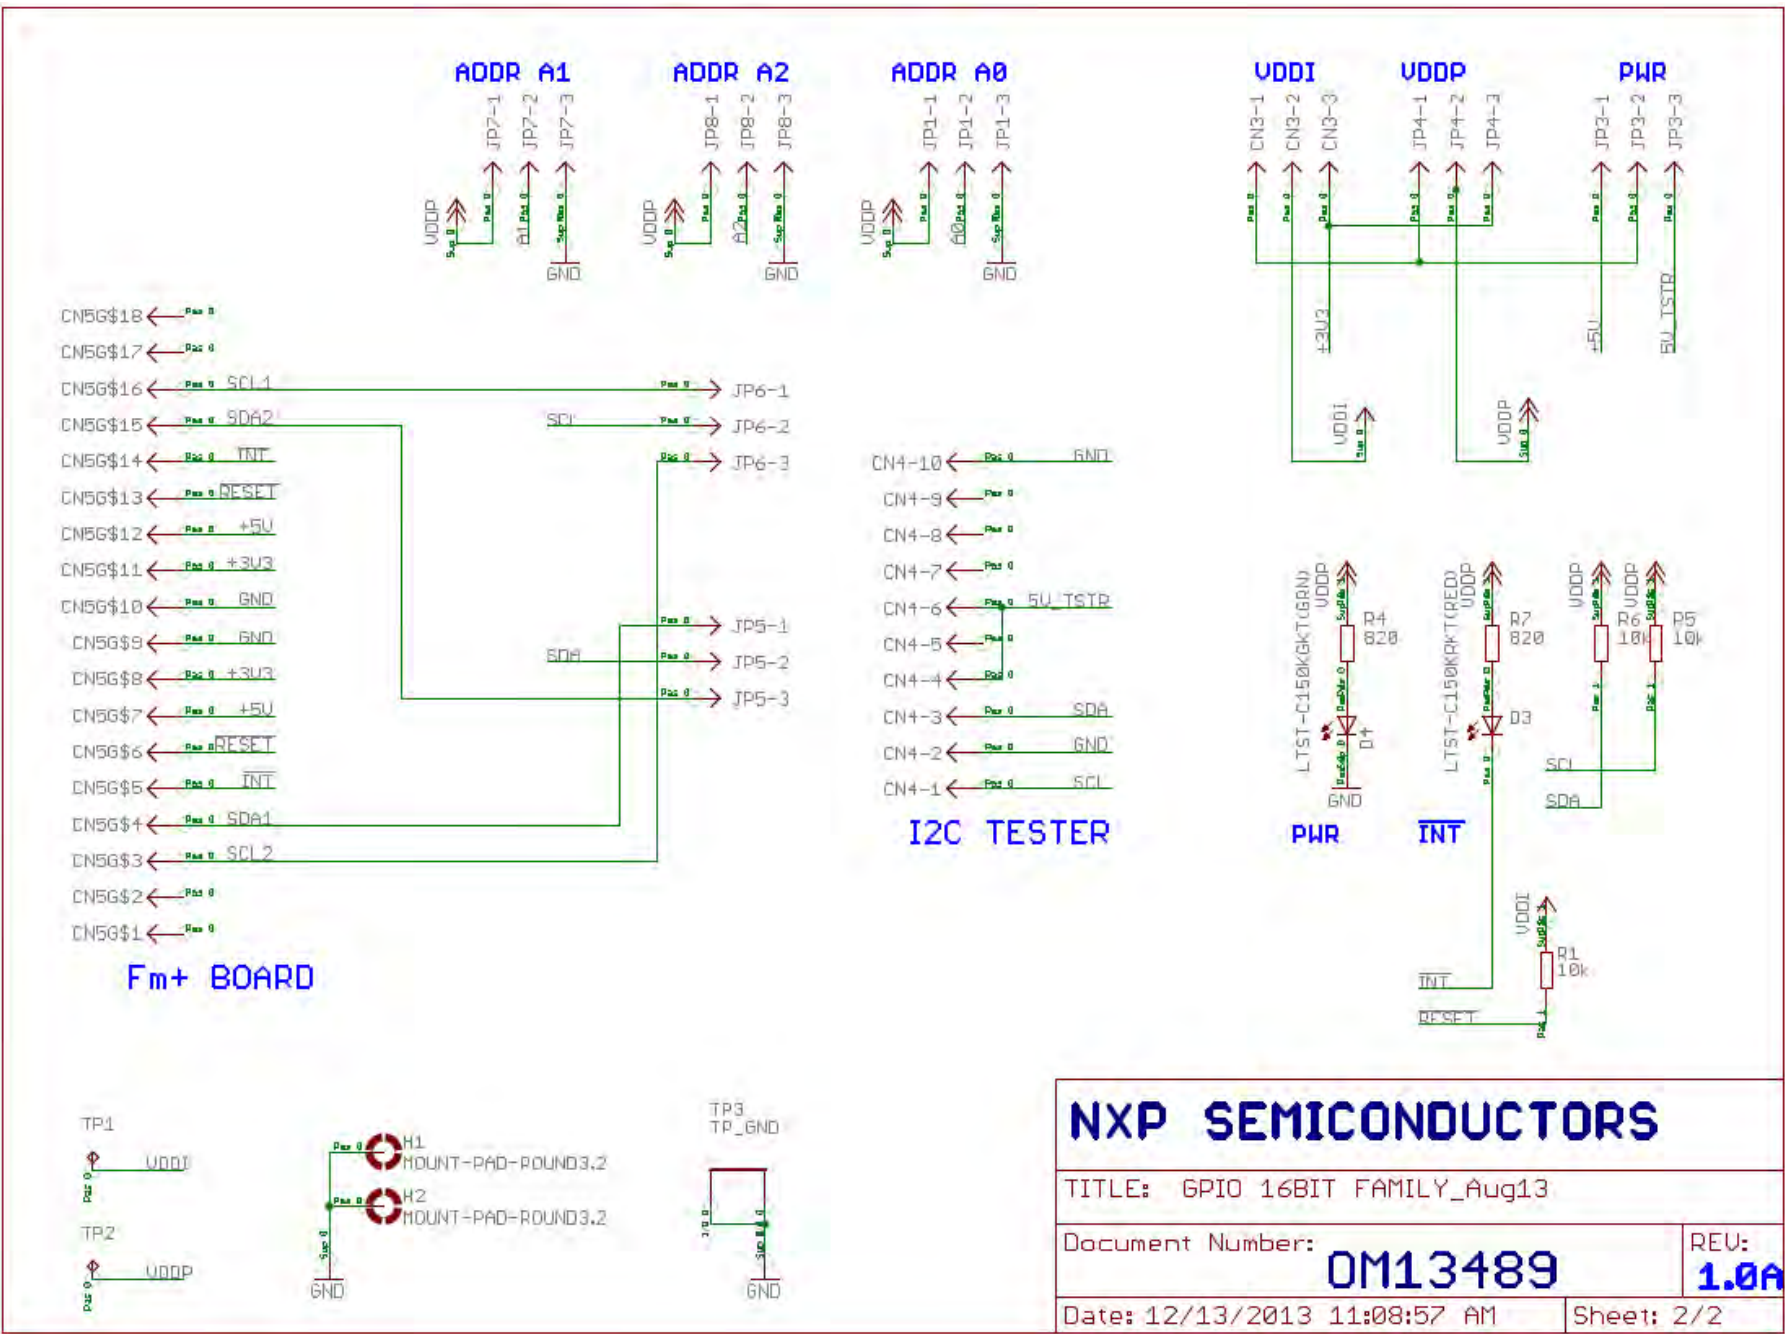 ADDR A1
ADDR A2
ADDR A0
VDDI
VDDP
PWR
JP7-1
JP7-2
JP7-3
JP8-1
JP8-2
JP8-3
JP1-1
JP1-2
JP1-3
CN3-1
CN3-2
CN3-3
JP4-1
JP4-2
JP4-3
JP3-1
JP3-2
JP3-3
VDDP
A1
GND
VDDP
A2
GND
VDDP
A0
GND
+3V3
+5V
5V_TSTR
VDDI
VDDP
CN5G$18
CN5G$17
CN5G$16 SCL1
CN5G$15 SDA2
CN5G$14 INT
CN5G$13 RESET
CN5G$12 +5V
CN5G$11 +3V3
CN5G$10 GND
CN5G$9 GND
CN5G$8 +3V3
CN5G$7 +5V
CN5G$6 RESET
CN5G$5 INT
CN5G$4 SDA1
CN5G$3 SCL2
CN5G$2
CN5G$1
Fm+ BOARD
JP6-1
SCL JP6-2
JP6-3
JP5-1
SDA JP5-2
JP5-3
CN4-10 GND
CN4-9
CN4-8
CN4-7
CN4-6 5V_TSTR
CN4-5
CN4-4
CN4-3 SDA
CN4-2 GND
CN4-1 SCL
I2C TESTER
LTST-C150KGKT(GRN)
VDDP
R4
820
D4
GND
PWR
LTST-C150KRKT(RED)
VDDP
R7
820
D3
INT
VDDP
R6
10k
VDDP
R5
10k
SCL
SDA
VDDI
R1
10k
INT
RESET
TP1
VDDI
TP2
VDDP
H1
MOUNT-PAD-ROUND3.2
H2
MOUNT-PAD-ROUND3.2
GND
TP3
TP_GND
GND
NXP SEMICONDUCTORS
TITLE: GPIO 16BIT FAMILY_Aug13
Document Number:
OM13489
REV:
1.0A
Date: 12/13/2013 11:08:57 AM
Sheet: 2/2